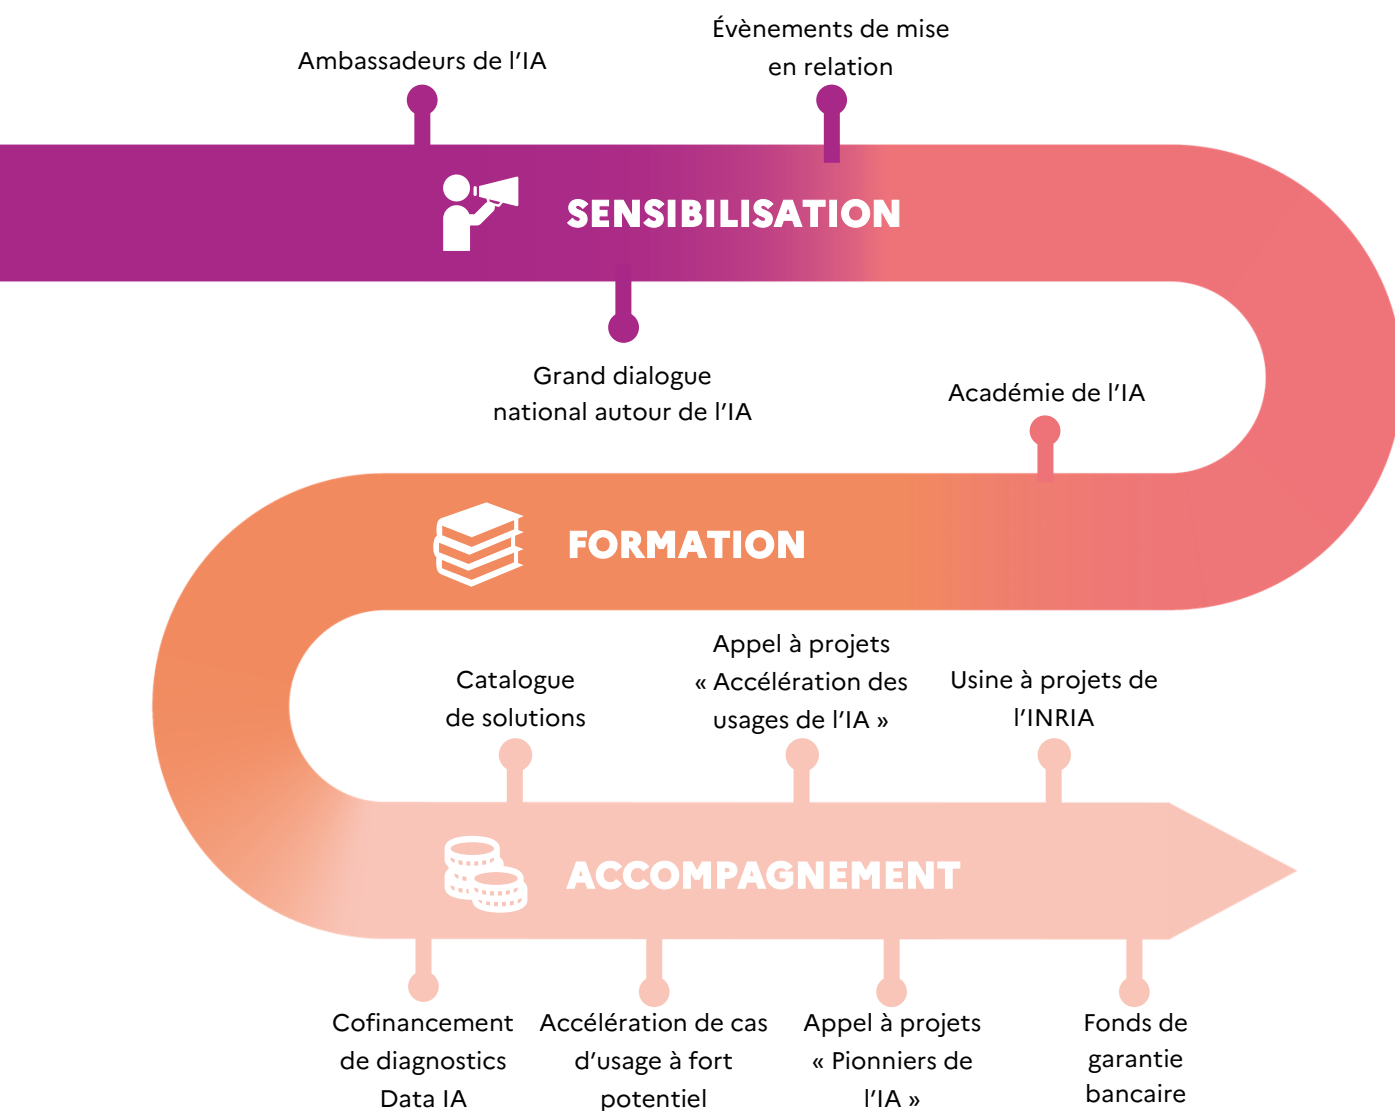 Ambassadeurs de l'IA
Évènements de mise
en relation
SENSIBILISATION
Grand dialogue
national autour de l'IA
Académie de l'IA
FORMATION
Catalogue
de solutions
Appel à projets
« Accélération des
usages de l'IA »
Usine à projets de
l'INRIA
ACCOMPAGNEMENT
Cofinancement
de diagnostics
Data IA
Accélération de cas
d'usage à fort
potentiel
Appel à projets
« Pionniers de
l'IA »
Fonds de
garantie
bancaire